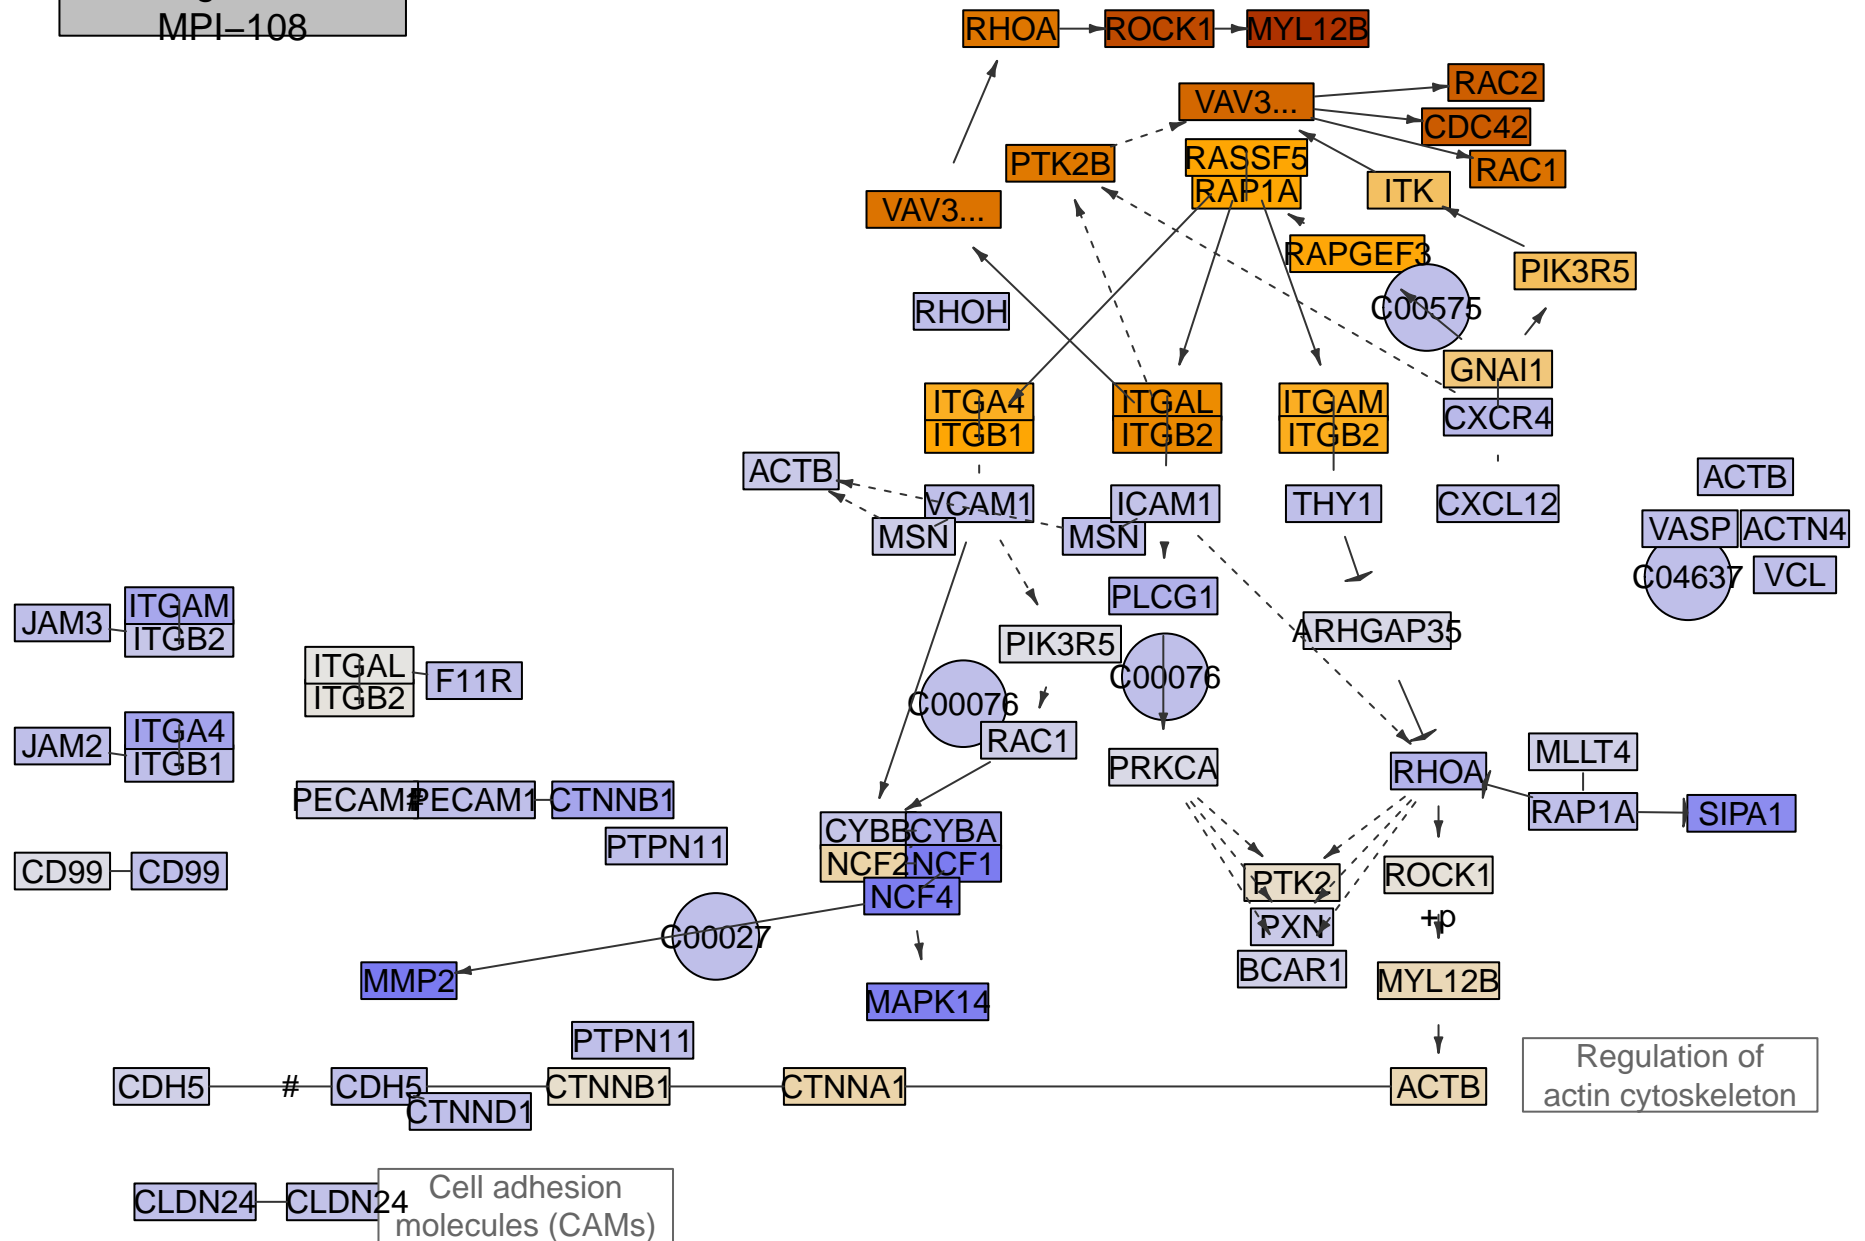 MPI−108
RHOA
ROCK1
MYL12B
RAC2
VAV3...
CDC42
PTK2B
RASSF5
RAC1
RAP1A
ITK
VAV3...
RAPGEF3
PIK3R5
RHOH
C00575
GNAI1
ITGA4
ITGAL
ITGAM
CXCR4
ITGB1
ITGB2
ITGB2
ACTB
ACTB
VCAM1
ICAM1
THY1
CXCL12
MSN
MSN
VASP
ACTN4
C04637
VCL
PLCG1
ITGAM
JAM3
ITGB2
ARHGAP35
PIK3R5
ITGAL
F11R
ITGB2
C00076
C00076
ITGA4
JAM2
ITGB1
RAC1
MLLT4
PRKCA
RHOA
PECAM1
#
PECAM1
CTNNB1
RAP1A
SIPA1
CYBB
CYBA
PTPN11
NCF2
NCF1
CD99
CD99
PTK2
ROCK1
NCF4
+p
PXN
C00027
BCAR1
MMP2
MYL12B
MAPK14
PTPN11
CDH5
#
CDH5
CTNNB1
CTNNA1
ACTB
Regulation of
actin cytoskeleton
CTNND1
CLDN24
CLDN24
Cell adhesion
molecules (CAMs)